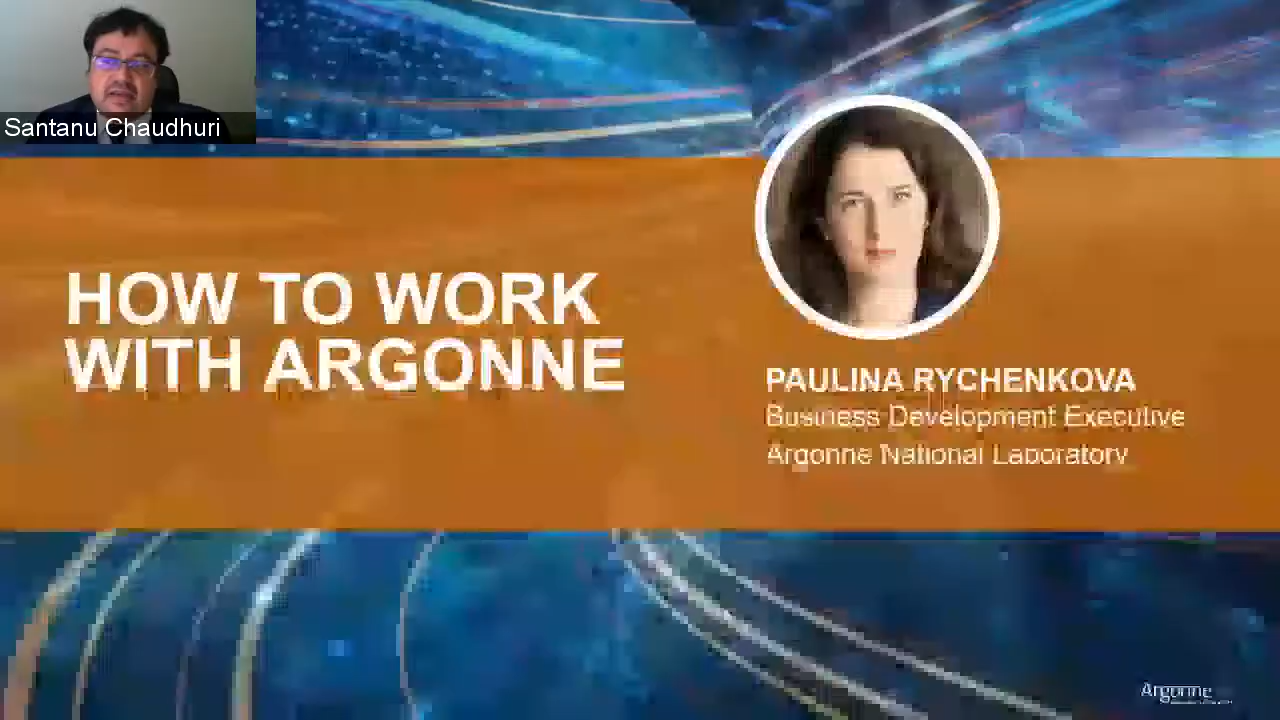 Santanu Chaudhuri
HOW TO WORK
WITH ARGONNE
PAULINA RYCHENKOVA
Business Development Executive
Argonne National Laboratory
Argonne